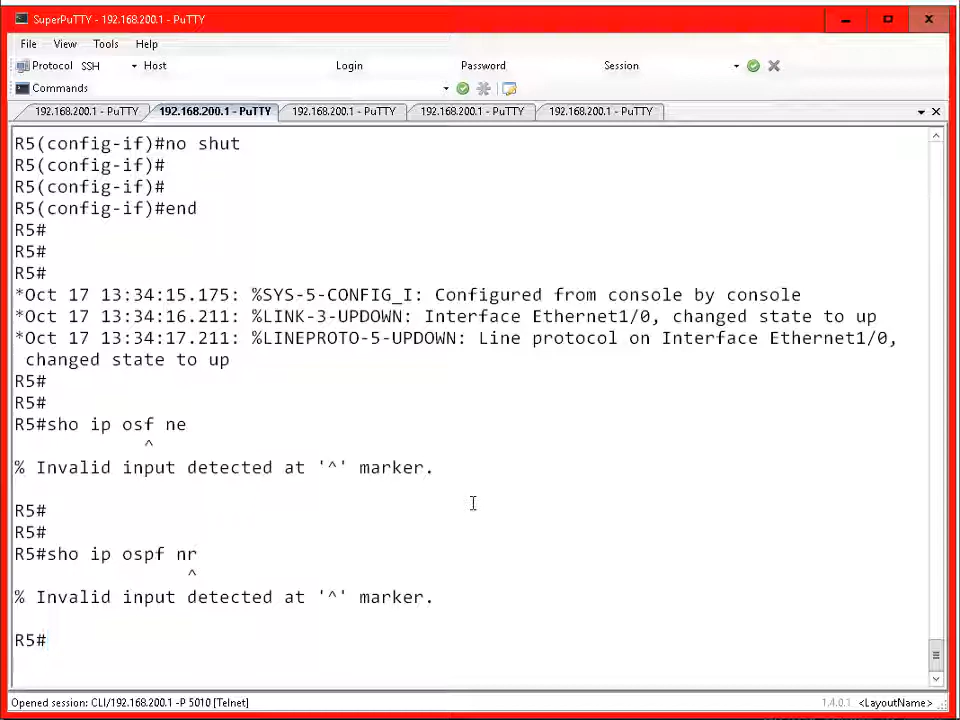 SuperPuTTY - 192.168.200.1 - PuTTY
File View Tools Help
Protocol SSH Host Login Password Session
Commands
192.168.200.1 - PuTTY 192.168.200.1 - PuTTY 192.168.200.1 - PuTTY 192.168.200.1 - PuTTY 192.168.200.1 - PuTTY
R5(config-if)#no shut
R5(config-if)#
R5(config-if)#
R5(config-if)#end
R5#
R5#
R5#
*Oct 17 13:34:15.175: %SYS-5-CONFIG_I: Configured from console by console
*Oct 17 13:34:16.211: %LINK-3-UPDOWN: Interface Ethernet1/0, changed state to up
*Oct 17 13:34:17.211: %LINEPROTO-5-UPDOWN: Line protocol on Interface Ethernet1/0,
changed state to up
R5#
R5#
R5#sho ip osf ne
^
% Invalid input detected at '^' marker.
R5#
R5#
R5#sho ip ospf nr
^
% Invalid input detected at '^' marker.
R5#
Opened session: CLI/192.168.200.1 -P 5010 [Telnet] 1.4.0.1 <LayoutName>